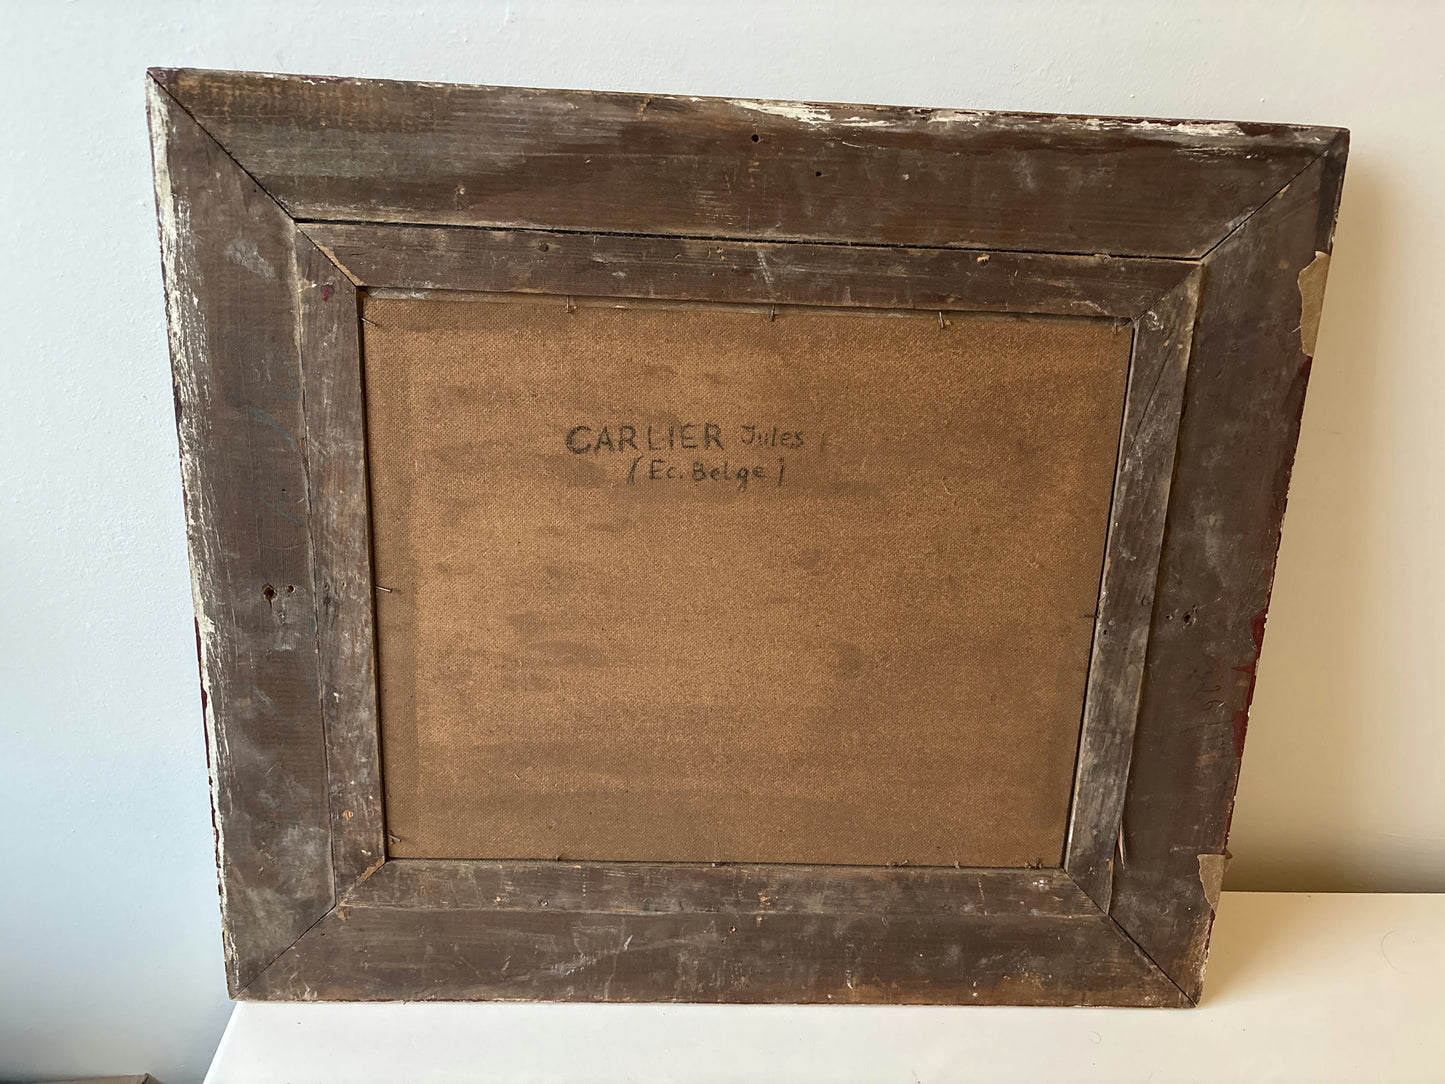 CARLIER Jules
(Ec. Belge)